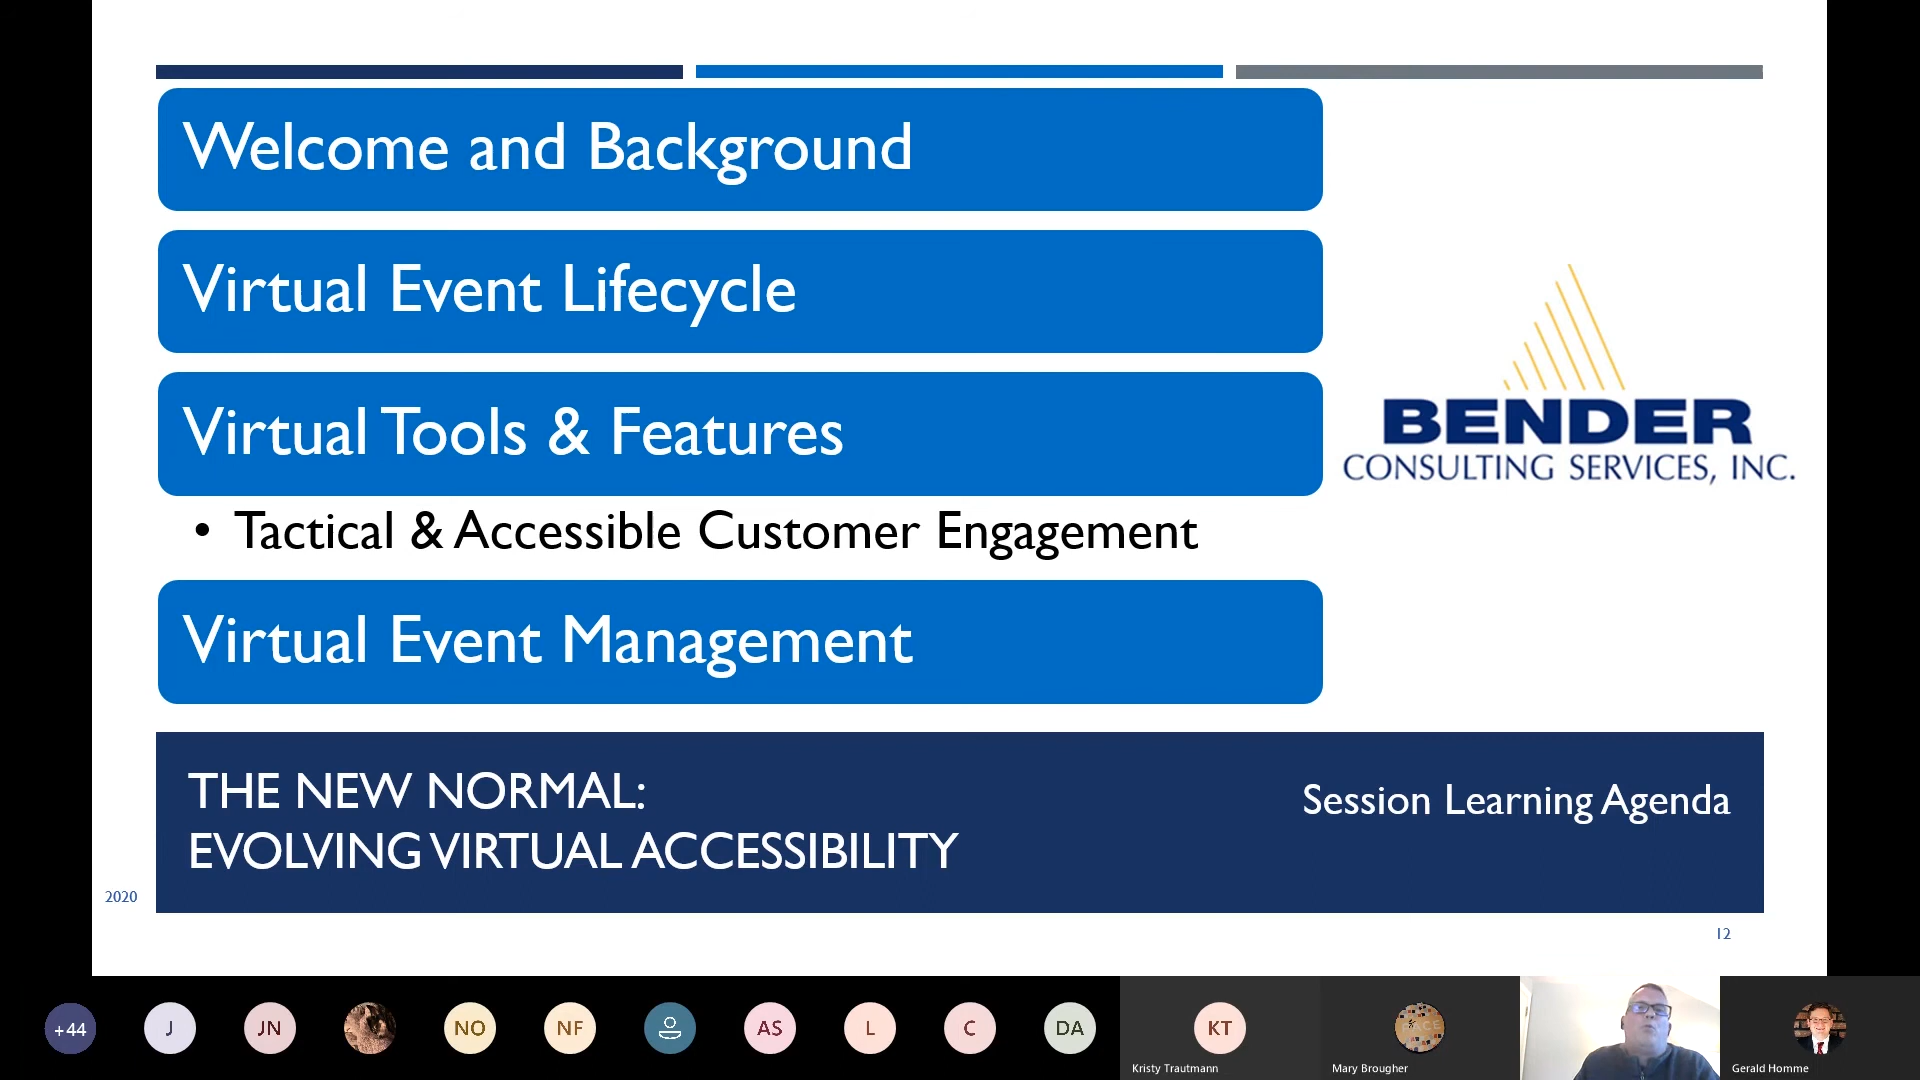 Welcome and Background
Virtual Event Lifecycle
Virtual Tools & Features
• Tactical & Accessible Customer Engagement
Virtual Event Management
BENDER
CONSULTING SERVICES, INC.
THE NEW NORMAL:
EVOLVING VIRTUAL ACCESSIBILITY
Session Learning Agenda
2020
12
+44
J
JN
NO
NF
AS
L
C
DA
KT
Kristy Trautmann
Mary Brougher
Gerald Homme